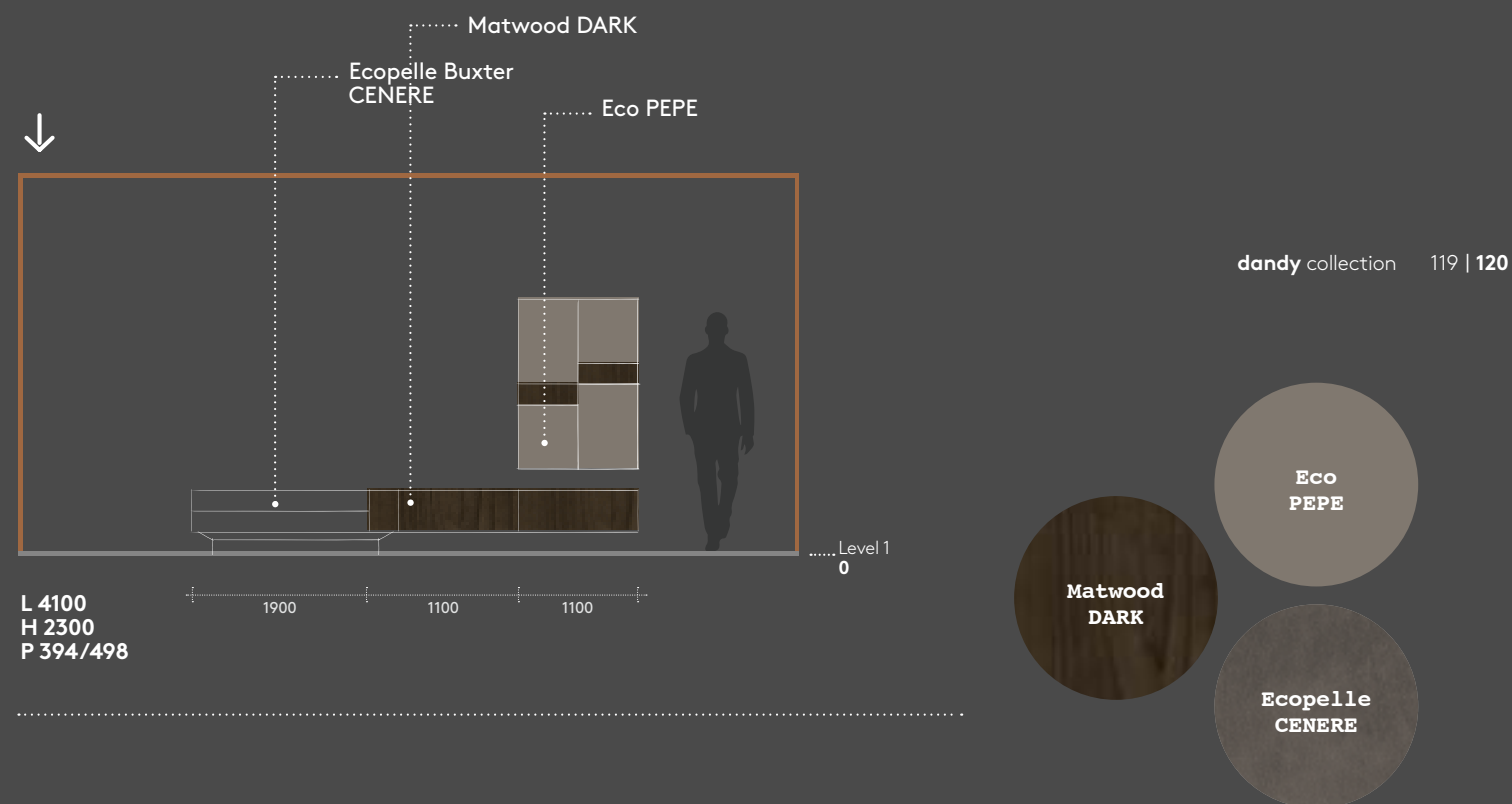 Matwood DARK
Ecopelle Buxter
CENERE
Eco PEPE
dandy collection 119 | 120
Level 1
0
1900 1100 1100
L 4100
H 2300
P 394/498
Eco
PEPE
Matwood
DARK
Ecopelle
CENERE